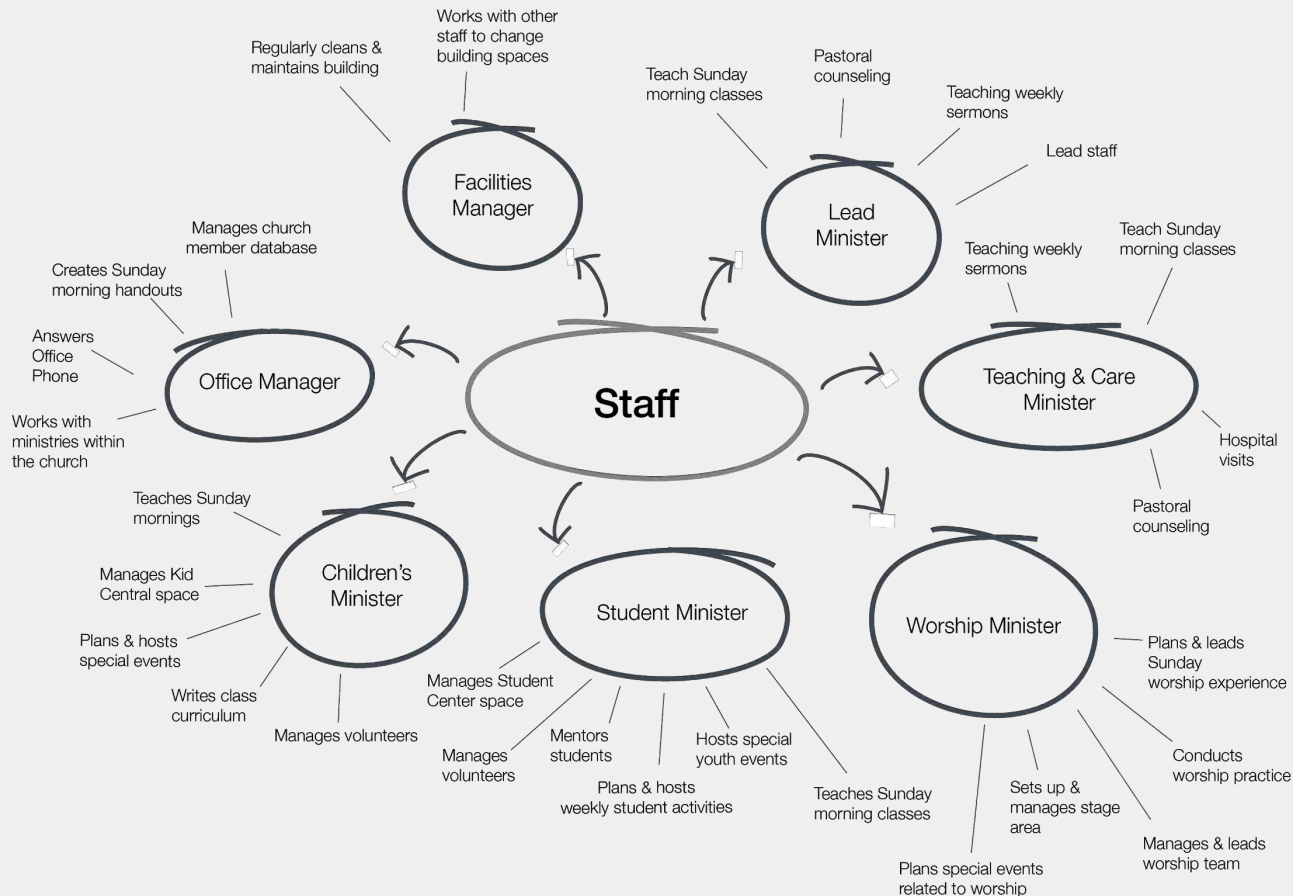 Works with other
staff to change
building spaces
Regularly cleans &
maintains building
Facilities
Manager
Pastoral
counseling
Teach Sunday
morning classes
Teaching weekly
sermons
Lead staff
Lead
Minister
Manages church
member database
Creates Sunday
morning handouts
Answers
Office
Phone
Works with
ministries within
the church
Office Manager
Staff
Teaching weekly
sermons
Teach Sunday
morning classes
Teaching & Care
Minister
Hospital
visits
Pastoral
counseling
Teaches Sunday
mornings
Manages Kid
Central space
Plans & hosts
special events
Writes class
curriculum
Manages volunteers
Children's
Minister
Student Minister
Manages Student
Center space
Manages
volunteers
Mentors
students
Plans & hosts
weekly student activities
Hosts special
youth events
Teaches Sunday
morning classes
Worship Minister
Plans & leads
Sunday
worship experience
Conducts
worship practice
Manages & leads
worship team
Sets up &
manages stage
area
Plans special events
related to worship